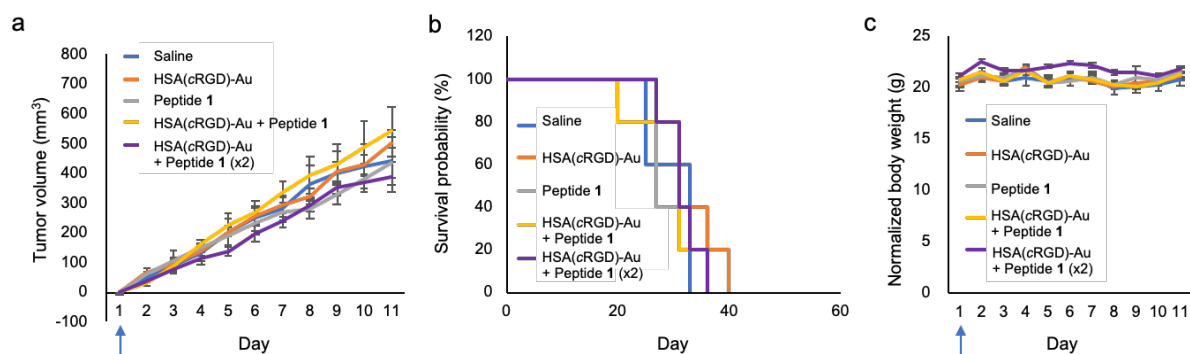 a
Tumor volume (mm³)
800
700
600
500
400
300
200
100
0
-100
Saline
HSA(cRGD)-Au
Peptide 1
HSA(cRGD)-Au + Peptide 1
HSA(cRGD)-Au
+ Peptide 1 (x2)
1 2 3 4 5 6 7 8 9 10 11
Day
b
Survival probability (%)
120
100
80
60
40
20
0
Saline
HSA(cRGD)-Au
Peptide 1
HSA(cRGD)-Au
+ Peptide 1
HSA(cRGD)-Au
+ Peptide 1 (x2)
0 20 40 60
Day
c
Normalized body weight (g)
25
20
15
10
5
0
Saline
HSA(cRGD)-Au
Peptide 1
HSA(cRGD)-Au
+ Peptide 1
HSA(cRGD)-Au
+ Peptide 1 (x2)
1 2 3 4 5 6 7 8 9 10 11
Day